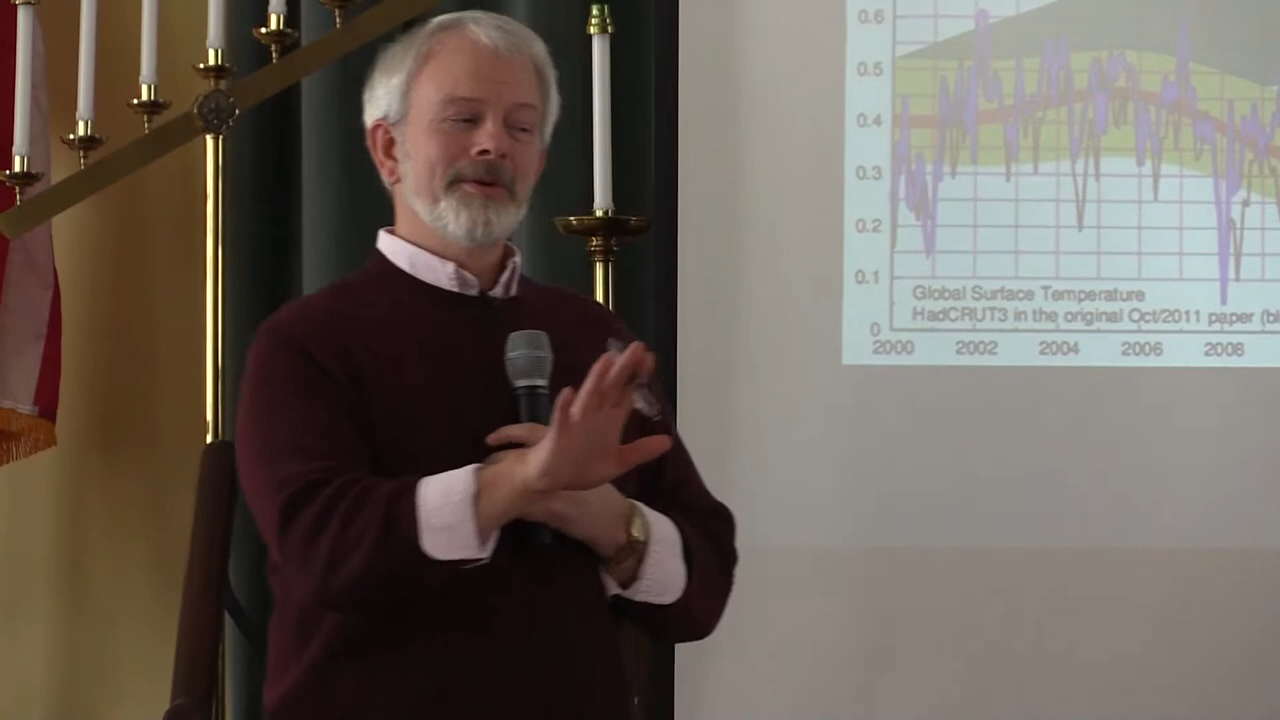 0.6
0.5
0.4
0.3
0.2
0.1
0
Global Surface Temperature
HadCRUT3 in the original Oct/2011 paper (bl
2000 2002 2004 2006 2008